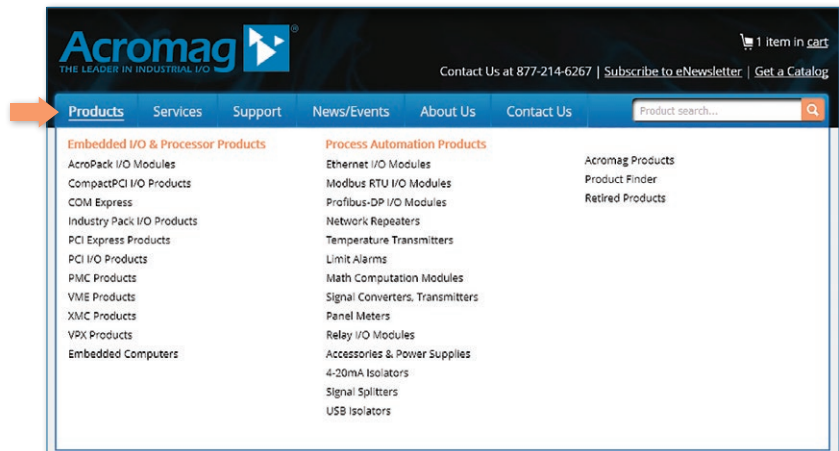 Acromag ®
THE LEADER IN INDUSTRIAL I/O
1 item in cart
Contact Us at 877-214-6267 | Subscribe to eNewsletter | Get a Catalog
Products Services Support News/Events About Us Contact Us Product search...
Embedded I/O & Processor Products
AcroPack I/O Modules
CompactPCI I/O Products
COM Express
Industry Pack I/O Products
PCI Express Products
PCI I/O Products
PMC Products
VME Products
XMC Products
VPX Products
Embedded Computers
Process Automation Products
Ethernet I/O Modules
Modbus RTU I/O Modules
Profibus-DP I/O Modules
Network Repeaters
Temperature Transmitters
Limit Alarms
Math Computation Modules
Signal Converters, Transmitters
Panel Meters
Relay I/O Modules
Accessories & Power Supplies
4-20mA Isolators
Signal Splitters
USB Isolators
Acromag Products
Product Finder
Retired Products